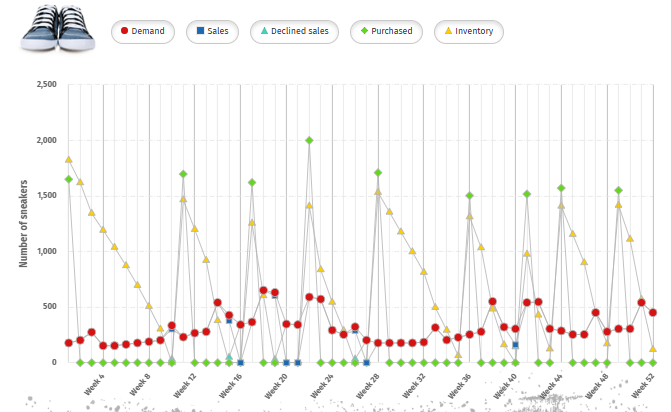 Demand Sales Declined sales Purchased Inventory
Number of sneakers
2,500
2,000
1,500
1,000
500
0
Week 4 Week 8 Week 12 Week 16 Week 20 Week 24 Week 28 Week 32 Week 36 Week 40 Week 44 Week 48 Week 52